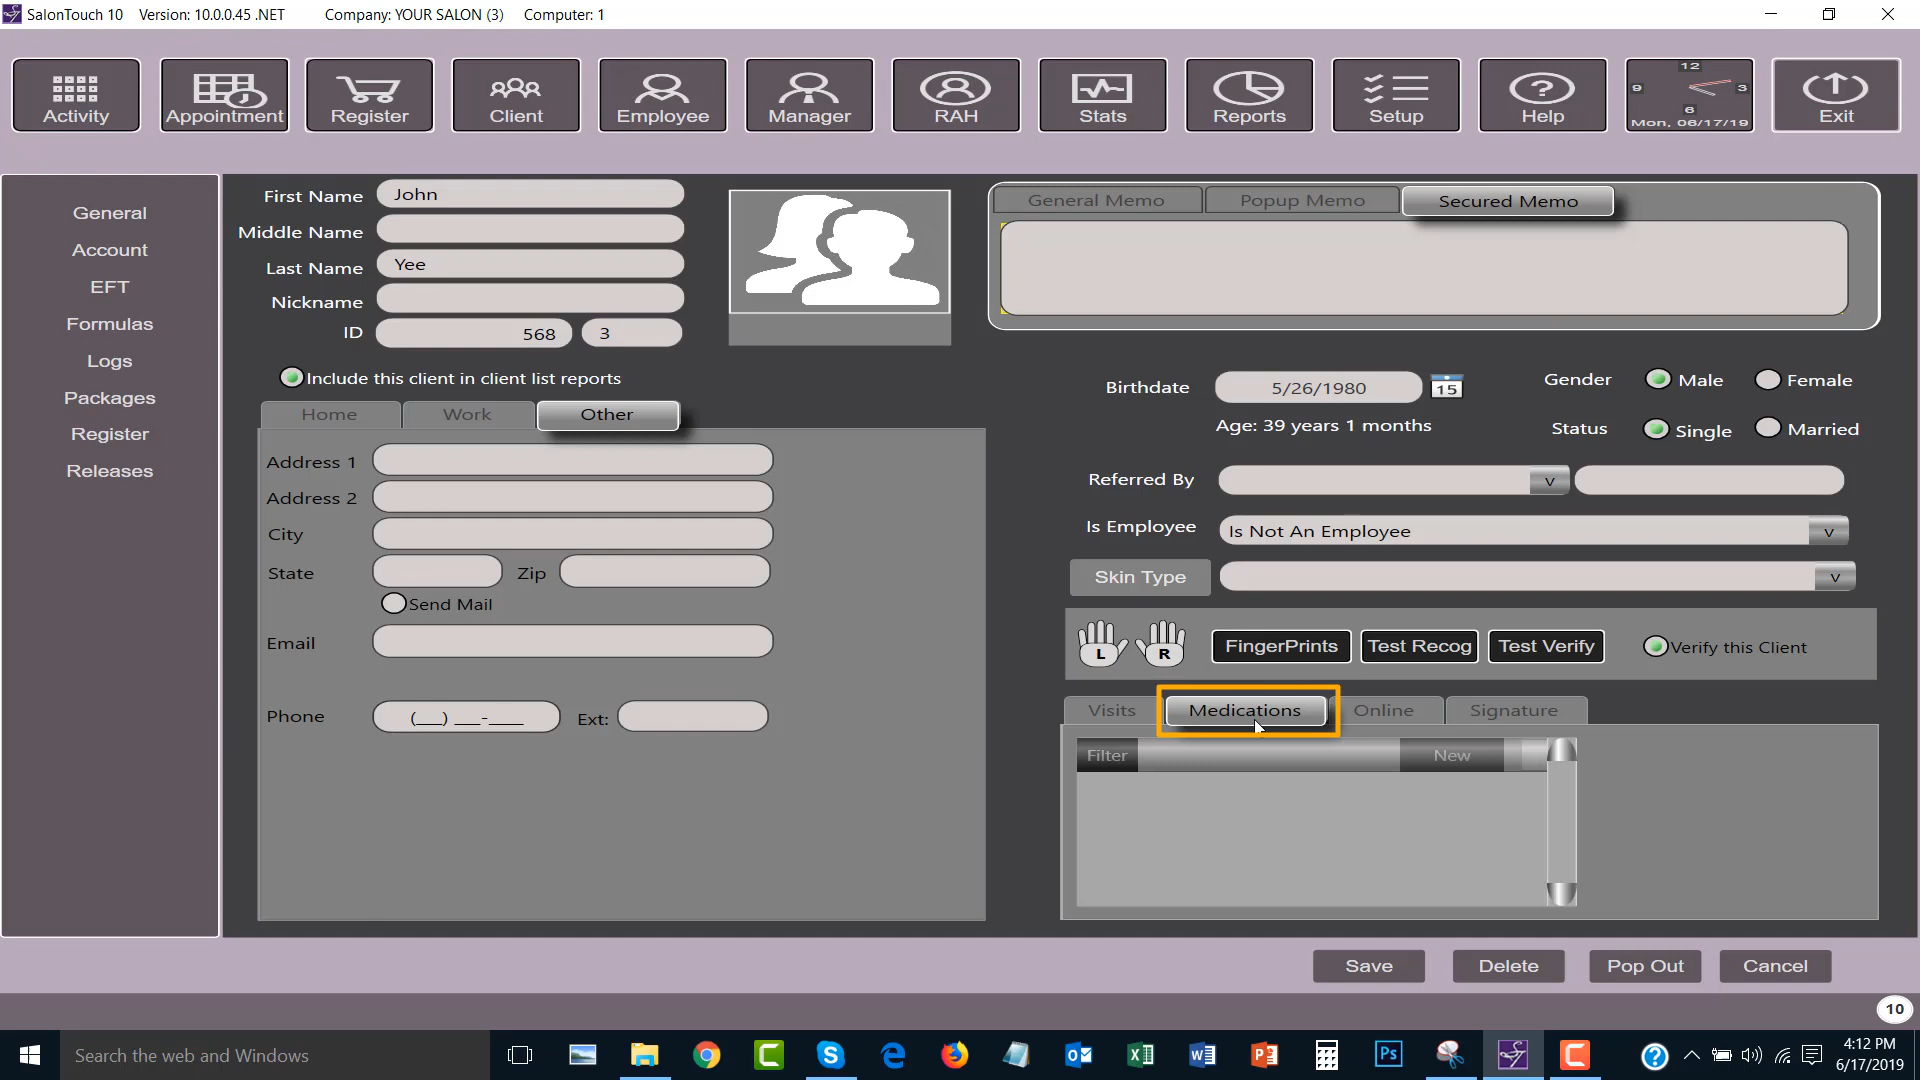 SalonTouch 10 Version: 10.0.0.45 .NET Company: YOUR SALON (3) Computer: 1
Activity Appointment Register Client Employee Manager RAH Stats Reports Setup Help Exit
12
9 3
6
Mon, 06/17/19
General
Account
EFT
Formulas
Logs
Packages
Register
Releases
First Name John
Middle Name
Last Name Yee
Nickname
ID 568 3
Include this client in client list reports
Home Work Other
Address 1
Address 2
City
State Zip
Send Mail
Email
Phone (___) ___-____ Ext:
General Memo Popup Memo Secured Memo
Birthdate 5/26/1980 15
Gender Male Female
Age: 39 years 1 months
Status Single Married
Referred By v
Is Employee Is Not An Employee v
Skin Type v
L R FingerPrints Test Recog Test Verify Verify this Client
Visits Medications Online Signature
Filter New
Save Delete Pop Out Cancel
10
Search the web and Windows
4:12 PM
6/17/2019